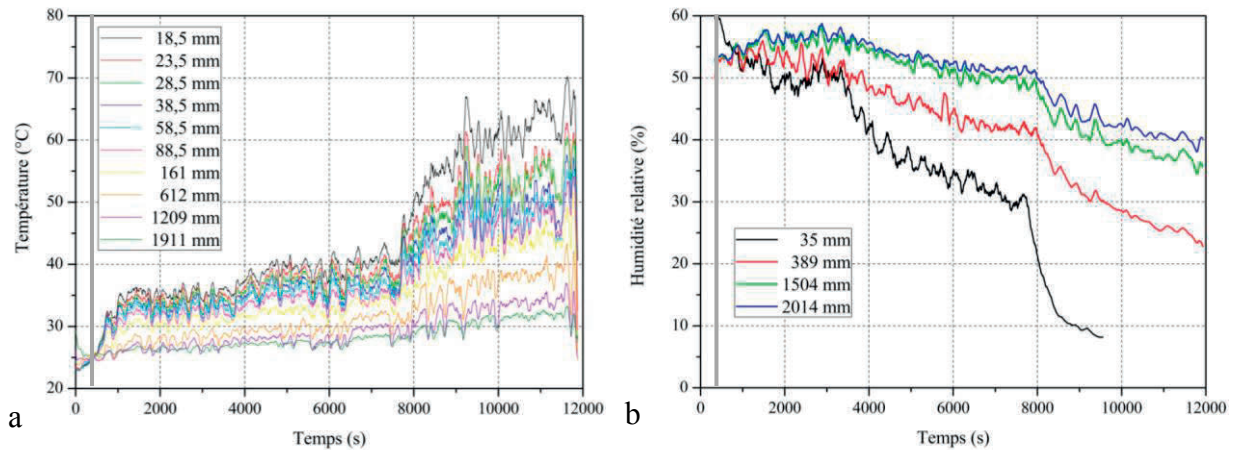 80
70
60
50
40
30
20
Température (°C)
18,5 mm
23,5 mm
28,5 mm
38,5 mm
58,5 mm
88,5 mm
161 mm
612 mm
1209 mm
1911 mm
0 2000 4000 6000 8000 10000 12000
Temps (s)
a
60
50
40
30
20
10
0
Humidité relative (%)
35 mm
389 mm
1504 mm
2014 mm
0 2000 4000 6000 8000 10000 12000
Temps (s)
b